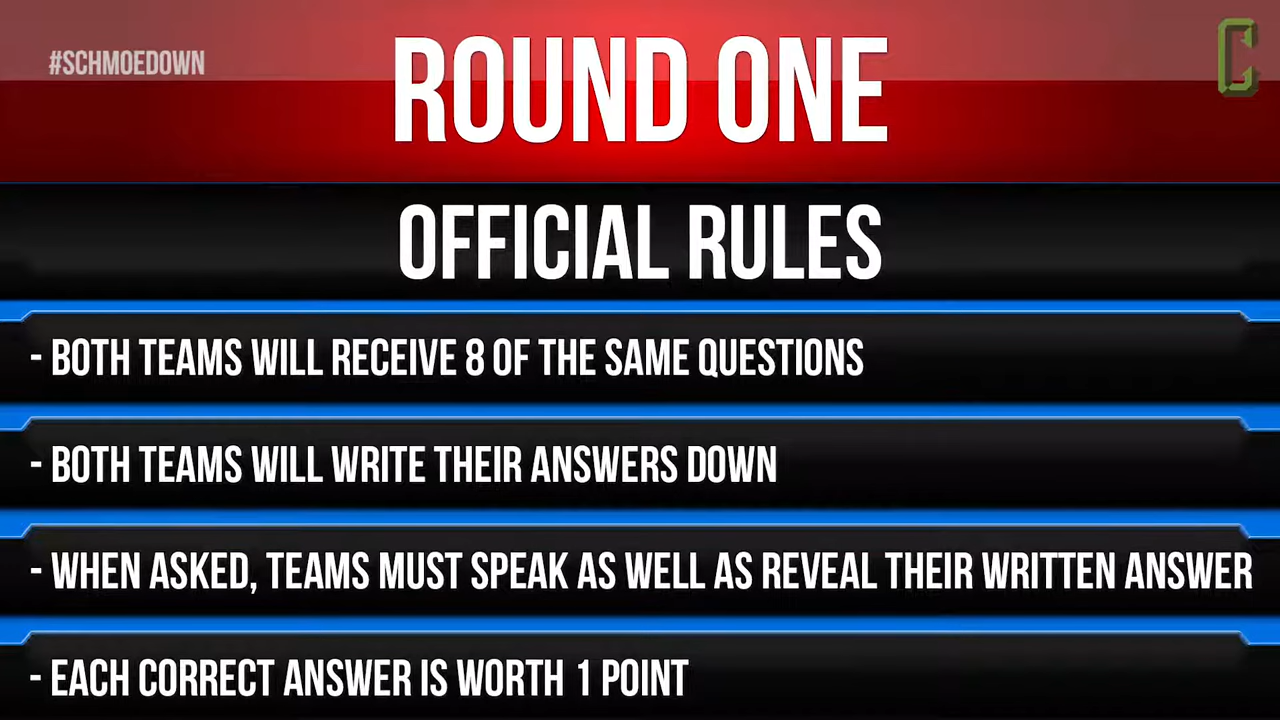 #SCHMOEDOWN
ROUND ONE
OFFICIAL RULES
- BOTH TEAMS WILL RECEIVE 8 OF THE SAME QUESTIONS
- BOTH TEAMS WILL WRITE THEIR ANSWERS DOWN
- WHEN ASKED, TEAMS MUST SPEAK AS WELL AS REVEAL THEIR WRITTEN ANSWER
- EACH CORRECT ANSWER IS WORTH 1 POINT